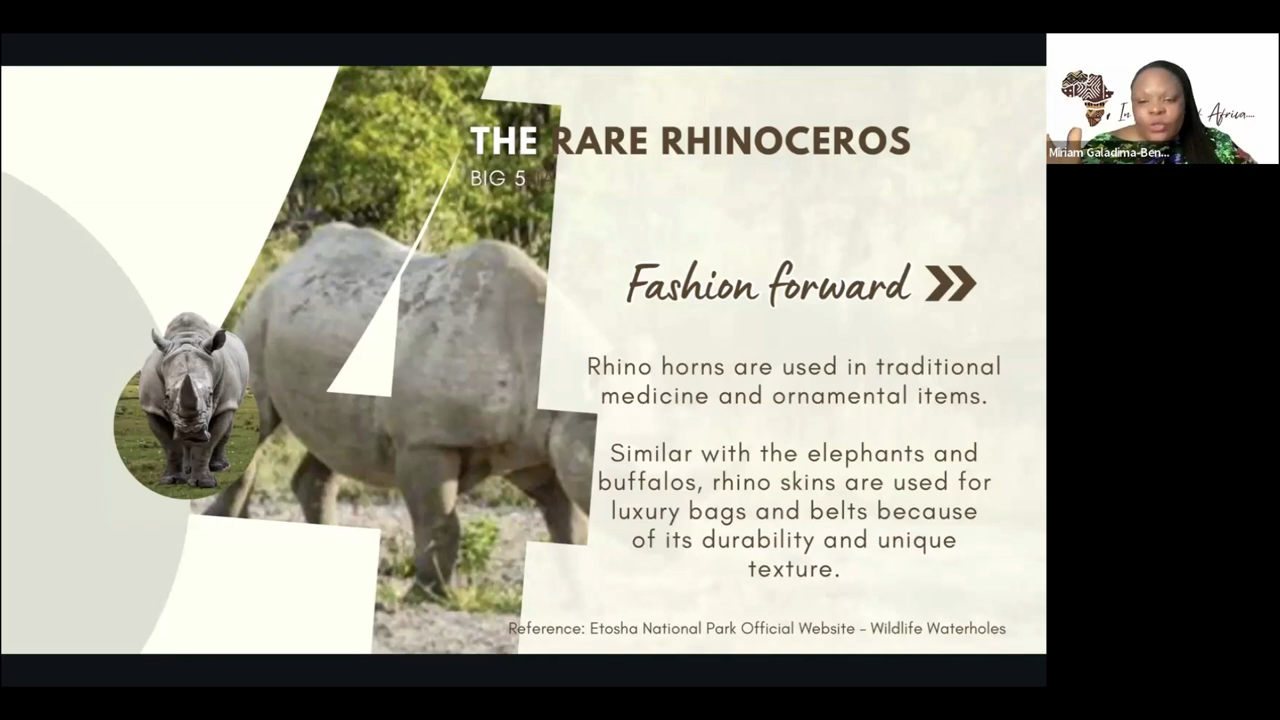 THE RARE RHINOCEROS
BIG 5
Fashion forward
Rhino horns are used in traditional
medicine and ornamental items.
Similar with the elephants and
buffalos, rhino skins are used for
luxury bags and belts because
of its durability and unique
texture.
Reference: Etosha National Park Official Website – Wildlife Waterholes
In Africa....
Miriam Galadima-Ben...